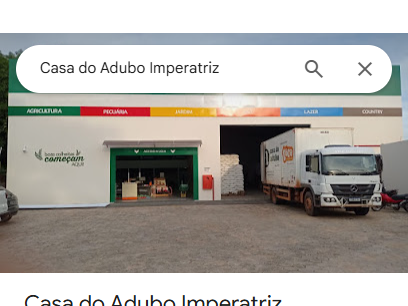 Casa do Adubo Imperatriz
AGRICULTURA PECUÁRIA JARDIM LAZER COUNTRY
boas colheitas
começam
AQUI
Casa do Adubo Imperatriz